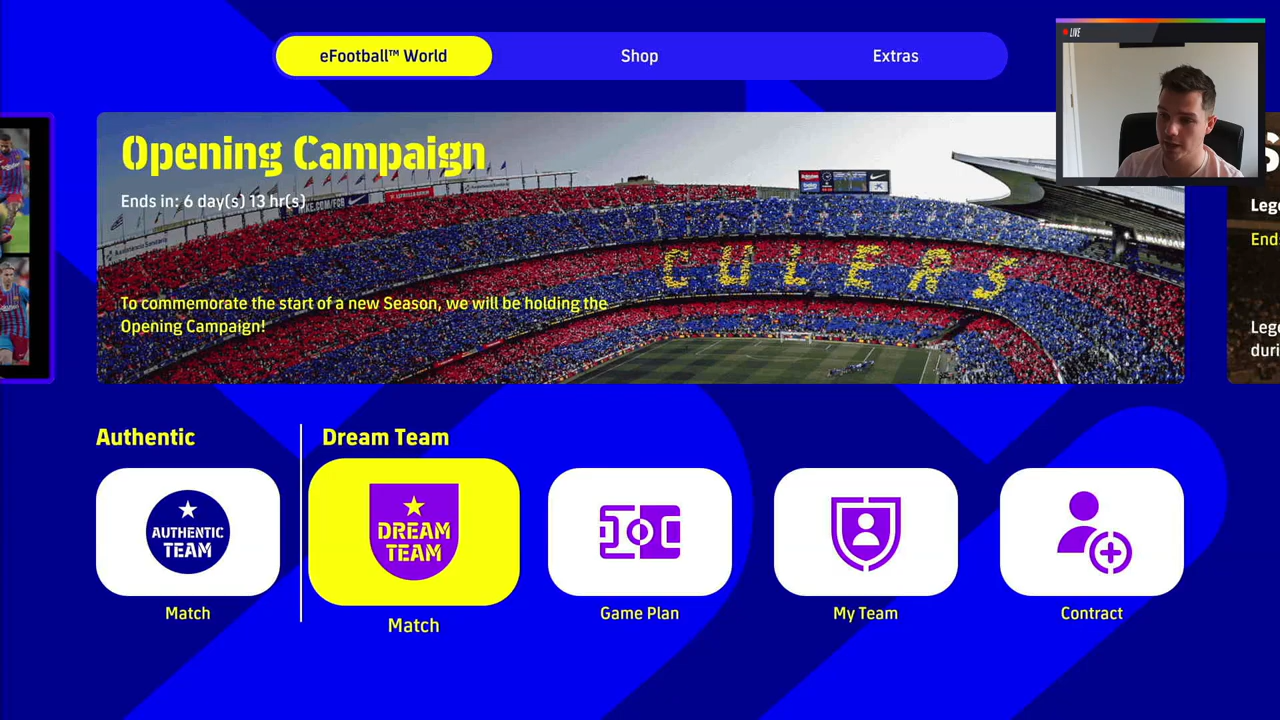 eFootball™ World
Shop
Extras
LIVE
Opening Campaign
Ends in: 6 day(s) 13 hr(s)
To commemorate the start of a new Season, we will be holding the
Opening Campaign!
CULERS
Authentic
Dream Team
AUTHENTIC
TEAM
DREAM
TEAM
Match
Match
Game Plan
My Team
Contract